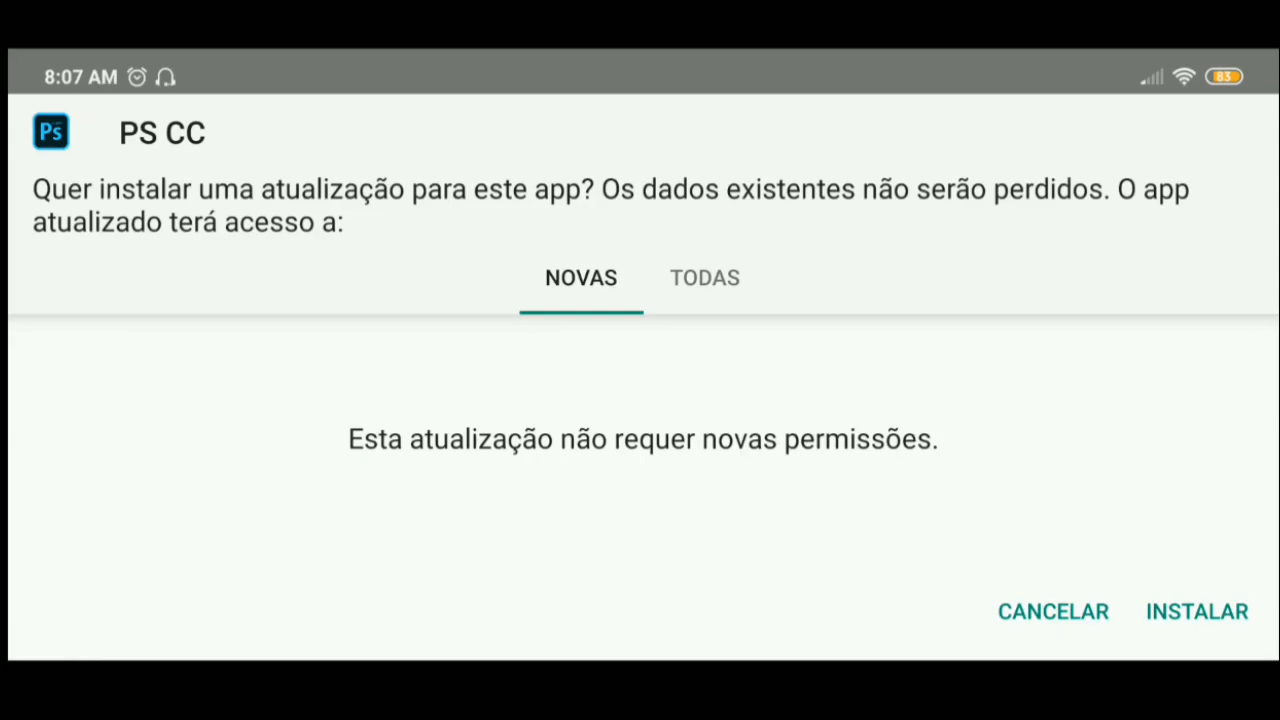 8:07 AM
83
Ps
PS CC
Quer instalar uma atualização para este app? Os dados existentes não serão perdidos. O app
atualizado terá acesso a:
NOVAS
TODAS
Esta atualização não requer novas permissões.
CANCELAR
INSTALAR